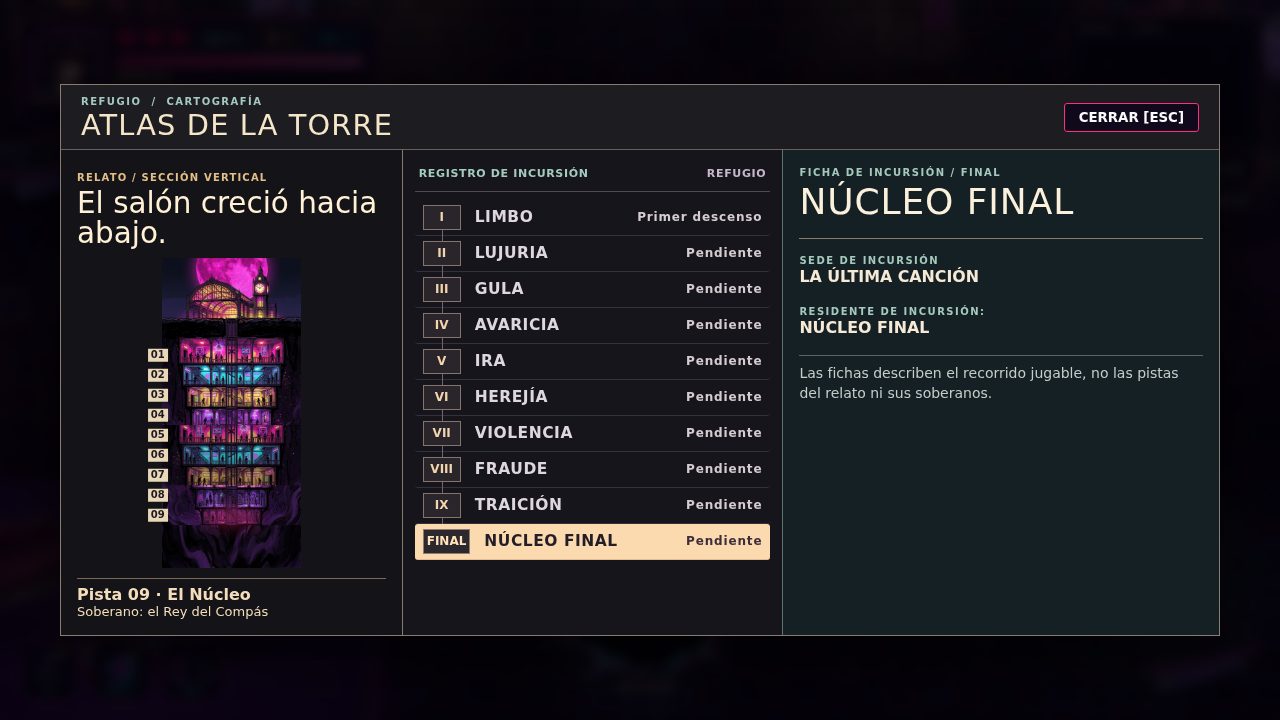 REFUGIO / CARTOGRAFÍA
ATLAS DE LA TORRE
CERRAR [ESC]
RELATO / SECCIÓN VERTICAL
El salón creció hacia
abajo.
01
02
03
04
05
06
07
08
09
Pista 09 · El Núcleo
Soberano: el Rey del Compás
REGISTRO DE INCURSIÓN REFUGIO
I LIMBO Primer descenso
II LUJURIA Pendiente
III GULA Pendiente
IV AVARICIA Pendiente
V IRA Pendiente
VI HEREJÍA Pendiente
VII VIOLENCIA Pendiente
VIII FRAUDE Pendiente
IX TRAICIÓN Pendiente
FINAL NÚCLEO FINAL Pendiente
FICHA DE INCURSIÓN / FINAL
NÚCLEO FINAL
SEDE DE INCURSIÓN
LA ÚLTIMA CANCIÓN
RESIDENTE DE INCURSIÓN:
NÚCLEO FINAL
Las fichas describen el recorrido jugable, no las pistas
del relato ni sus soberanos.